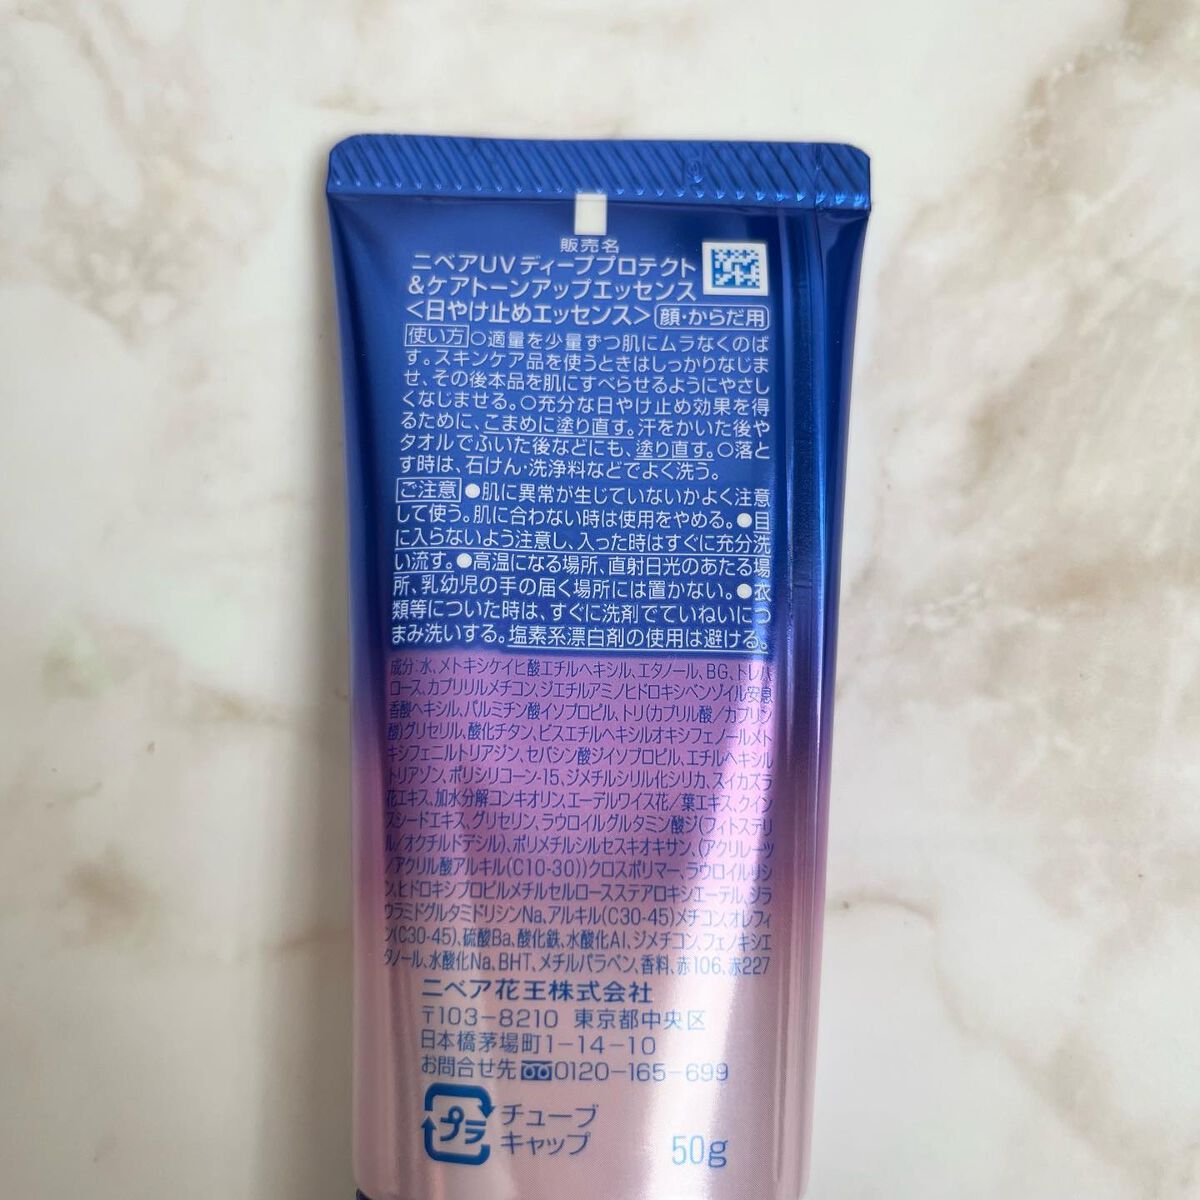 販売名
ニベアUVディーププロテクト
&ケアトーンアップエッセンス
<日やけ止めエッセンス> 顔・からだ用
使い方 ○適量を少量ずつ肌にムラなくのば
す。スキンケア品を使うときはしっかりなじま
せ、その後本品を肌にすべらせるようにやさし
くなじませる。○充分な日やけ止め効果を得
るために、こまめに塗り直す。汗をかいた後や
タオルでふいた後などにも、塗り直す。○落と
す時は、石けん・洗浄料などでよく洗う。
ご注意 ●肌に異常が生じていないかよく注意
して使う。肌に合わない時は使用をやめる。●目
に入らないよう注意し、入った時はすぐに充分洗
い流す。●高温になる場所、直射日光のあたる場
所、乳幼児の手の届く場所には置かない。●衣
類等についた時は、すぐに洗剤でていねいにつ
まみ洗いする。塩素系漂白剤の使用は避ける。
成分:水、メトキシケイヒ酸エチルヘキシル、エタノール、BG、トレハ
ロース、カプリリルメチコン、ジエチルアミノヒドロキシベンゾイル安息
香酸ヘキシル、パルミチン酸イソプロピル、トリ(カプリル酸/カプリン
酸)グリセリル、酸化チタン、ビスエチルヘキシルオキシフェノールメト
キシフェニルトリアジン、セバシン酸ジイソプロピル、エチルヘキシル
トリアゾン、ポリシリコーン-15、ジメチルシリル化シリカ、スイカズラ
花エキス、加水分解コンキオリン、エーデルワイス花/葉エキス、クイン
スシードエキス、グリセリン、ラウロイルグルタミン酸ジ(フィトステリ
ル/オクチルドデシル)、ポリメチルシルセスキオキサン、(アクリレーツ
/アクリル酸アルキル(C10-30))クロスポリマー、ラウロイルリシ
ン、ヒドロキシプロピルメチルセルロースステアロキシエーテル、ジラ
ウラミドグルタミドリシンNa、アルキル(C30-45)メチコン、オレフィ
ン(C30-45)、硫酸Ba、酸化鉄、水酸化Al、ジメチコン、フェノキシエ
タノール、水酸化Na、BHT、メチルパラベン、香料、赤106、赤227
ニベア花王株式会社
〒103-8210 東京都中央区
日本橋茅場町1-14-10
お問合せ先 0120-165-699
プラ チューブ
キャップ
50g